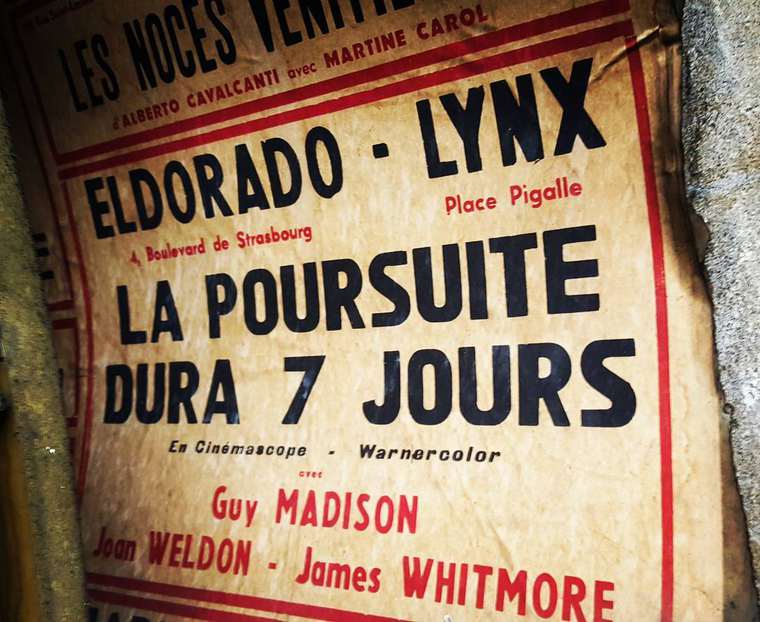 LES NOCES
d'ALBERTO CAVALCANTI avec MARTINE CAROL
ELDORADO - LYNX
4, Boulevard de Strasbourg
Place Pigalle
LA POURSUITE
DURA 7 JOURS
En Cinémascope - Warnercolor
avec
Guy MADISON
Joan WELDON - James WHITMORE